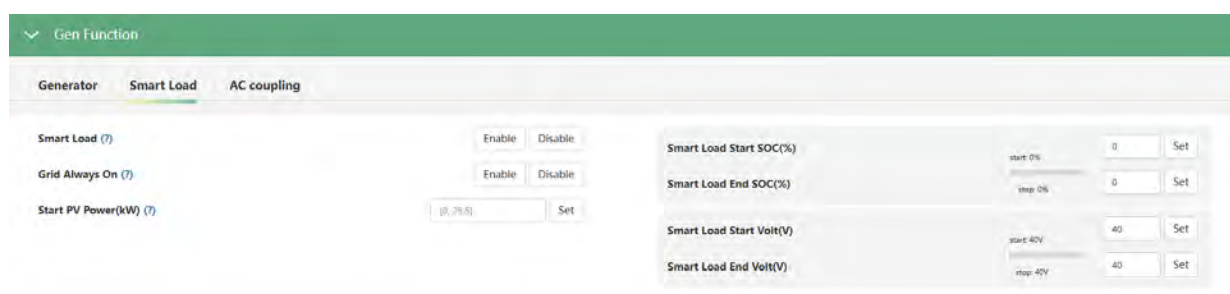 Gen Function
Generator Smart Load AC coupling
Smart Load (?) Enable Disable
Grid Always On (?) Enable Disable
Start PV Power(kW) (?) Set
Smart Load Start SOC(%) start: 0% 0 Set
Smart Load End SOC(%) stop: 0% 0 Set
Smart Load Start Volt(V) start: 40V 40 Set
Smart Load End Volt(V) stop: 40V 40 Set